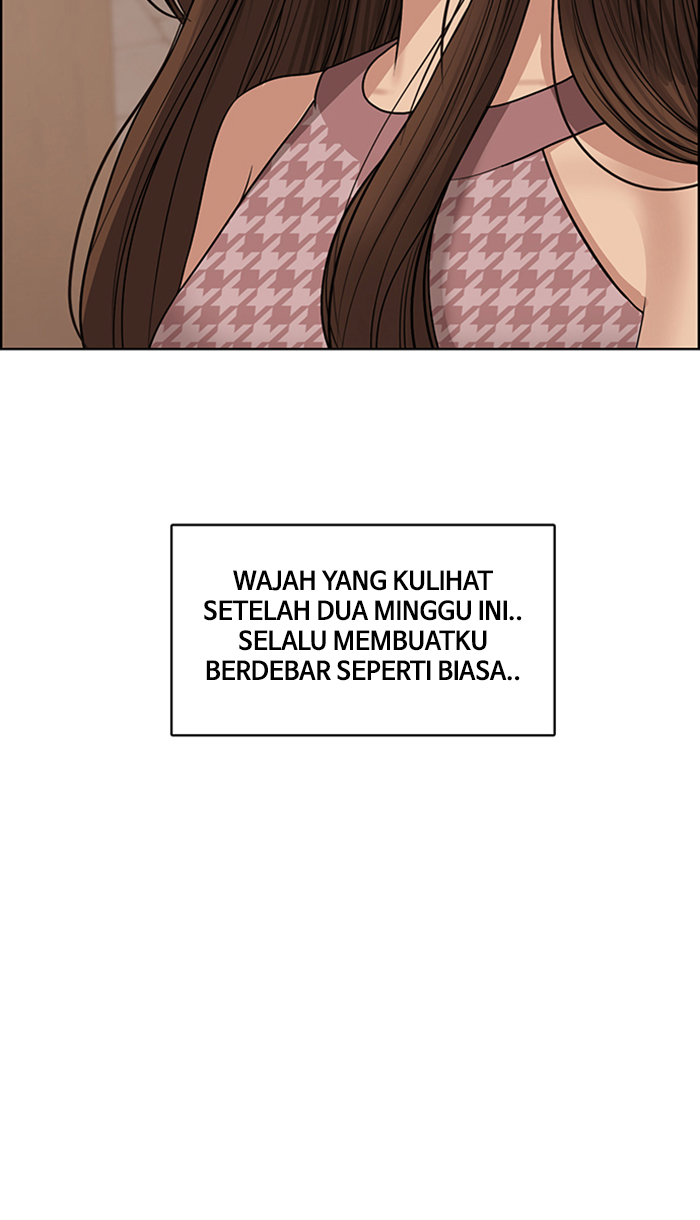 WAJAH YANG KULIHAT
SETELAH DUA MINGGU INI..
SELALU MEMBUATKU
BERDEBAR SEPERTI BIASA..